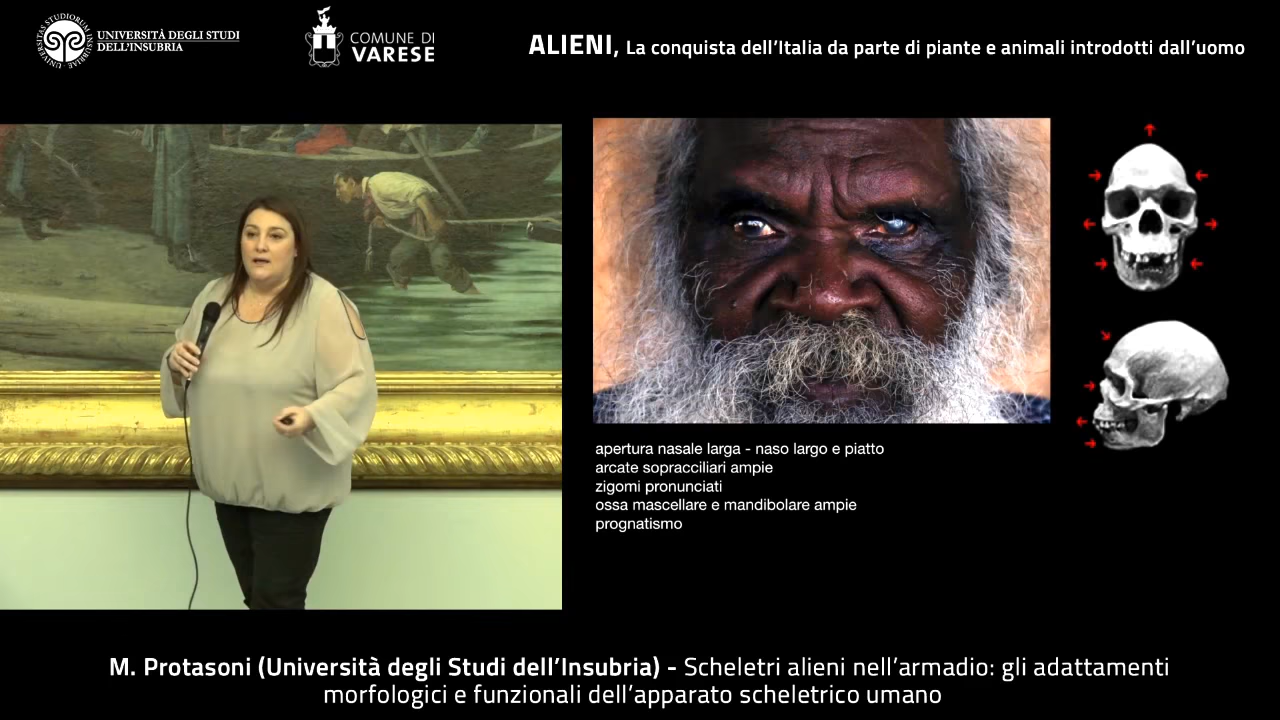 UNIVERSITÀ DEGLI STUDI
DELL'INSUBRIA
COMUNE DI
VARESE
ALIENI, La conquista dell'Italia da parte di piante e animali introdotti dall'uomo
apertura nasale larga - naso largo e piatto
arcate sopracciliari ampie
zigomi pronunciati
ossa mascellare e mandibolare ampie
prognatismo
M. Protasoni (Università degli Studi dell'Insubria) - Scheletri alieni nell'armadio: gli adattamenti
morfologici e funzionali dell'apparato scheletrico umano